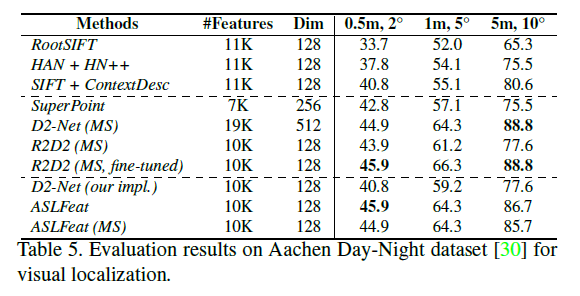 Methods #Features Dim 0.5m, 2° 1m, 5° 5m, 10°
RootSIFT 11K 128 33.7 52.0 65.3
HAN + HN++ 11K 128 37.8 54.1 75.5
SIFT + ContextDesc 11K 128 40.8 55.1 80.6
SuperPoint 7K 256 42.8 57.1 75.5
D2-Net (MS) 19K 512 44.9 64.3 88.8
R2D2 (MS) 10K 128 43.9 61.2 77.6
R2D2 (MS, fine-tuned) 10K 128 45.9 66.3 88.8
D2-Net (our impl.) 10K 128 40.8 59.2 77.6
ASLFeat 10K 128 45.9 64.3 86.7
ASLFeat (MS) 10K 128 44.9 64.3 85.7
Table 5. Evaluation results on Aachen Day-Night dataset [30] for
visual localization.